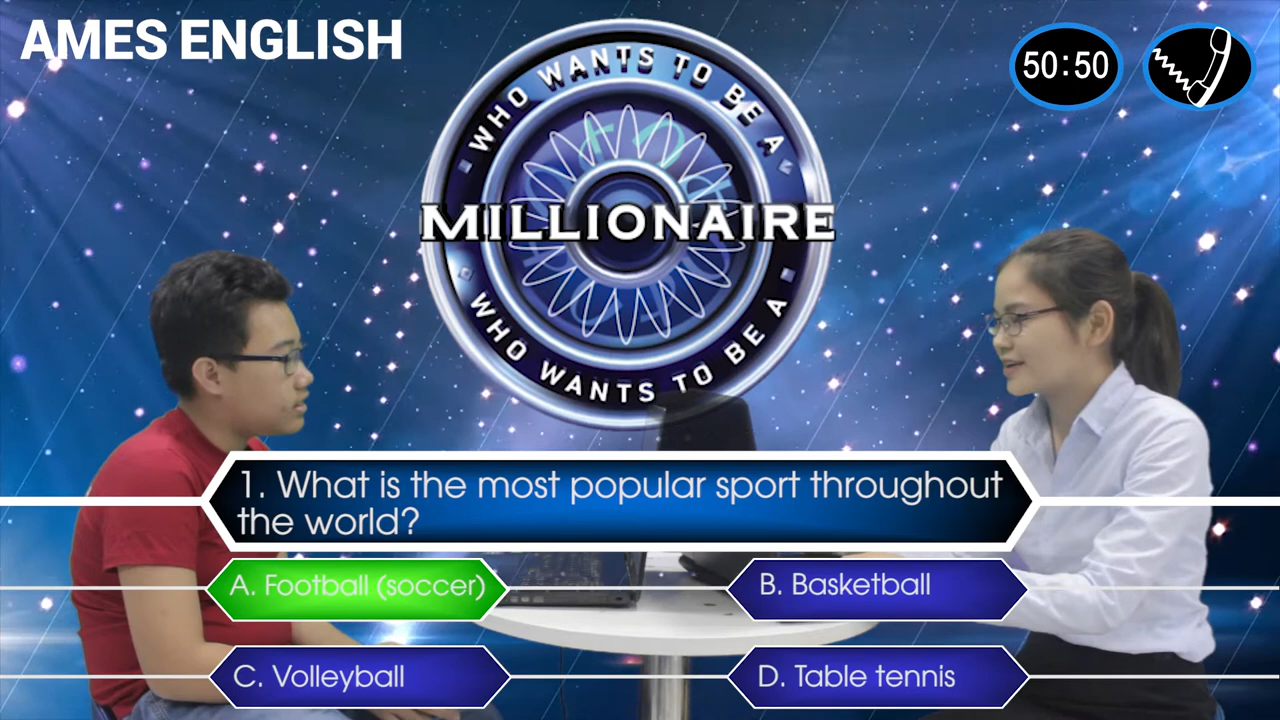 AMES ENGLISH
50:50
WHO WANTS TO BE A
MILLIONAIRE
WHO WANTS TO BE A
1. What is the most popular sport throughout
the world?
A. Football (soccer)
B. Basketball
C. Volleyball
D. Table tennis